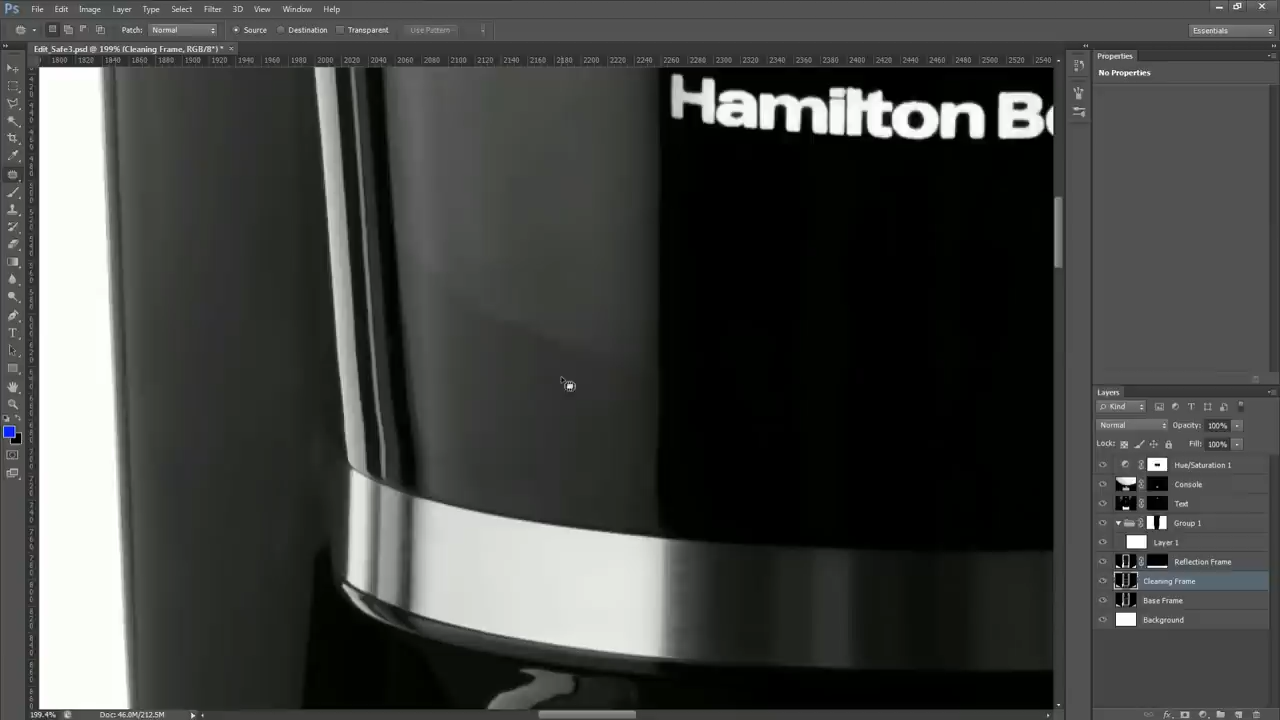 Ps File Edit Image Layer Type Select Filter 3D View Window Help
Patch: Normal Source Destination Transparent Use Pattern Essentials
Edit_Safe3.psd @ 199% (Cleaning Frame, RGB/8*) * ×
1800 1820 1840 1860 1880 1900 1920 1940 1960 1980 2000 2020 2040 2060 2080 2100 2120 2140 2160 2180 2200 2220 2240 2260 2280 2300 2320 2340 2360 2380 2400 2420 2440 2460 2480 2500 2520 2540
Properties
No Properties
Hamilton Be
Layers
Kind
Normal Opacity: 100%
Lock: Fill: 100%
Hue/Saturation 1
Console
Text
Group 1
Layer 1
Reflection Frame
Cleaning Frame
Base Frame
Background
199.4% Doc: 46.0M/212.5M